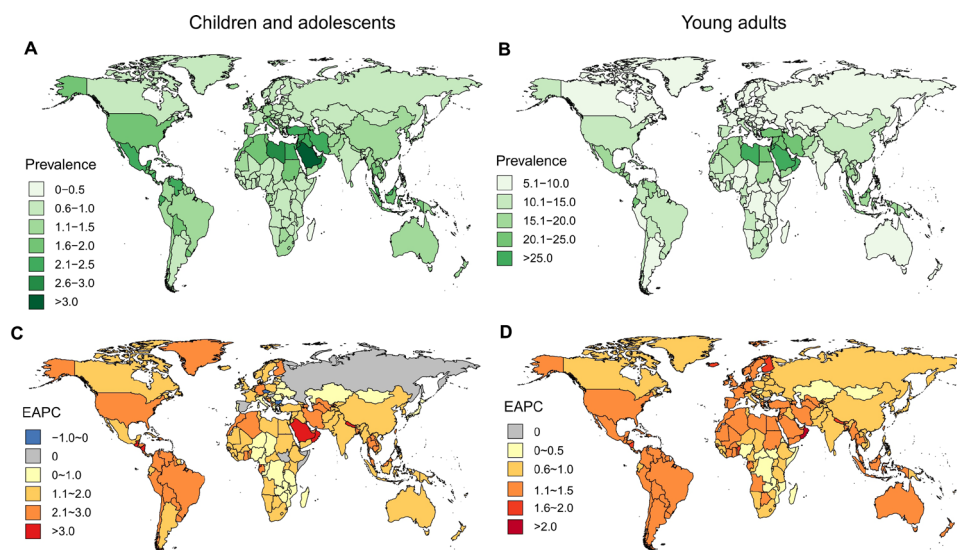 Children and adolescents
Young adults
A
B
Prevalence
0−0.5
0.6−1.0
1.1−1.5
1.6−2.0
2.1−2.5
2.6−3.0
>3.0
Prevalence
5.1−10.0
10.1−15.0
15.1−20.0
20.1−25.0
>25.0
C
D
EAPC
−1.0~0
0
0~1.0
1.1−2.0
2.1−3.0
>3.0
EAPC
0
0~0.5
0.6−1.0
1.1−1.5
1.6−2.0
>2.0